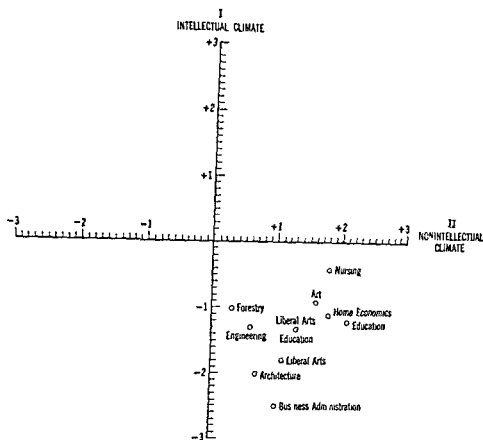 I
INTELLECTUAL CLIMATE
+3
+2
+1
-3
-2
-1
+1
+2
+3
II
NONINTELLECTUAL
CLIMATE
Nursing
Art
-1
Forestry
Home Economics
Liberal Arts
Education
Engineering
Education
Liberal Arts
-2
Architecture
Business Administration
-3